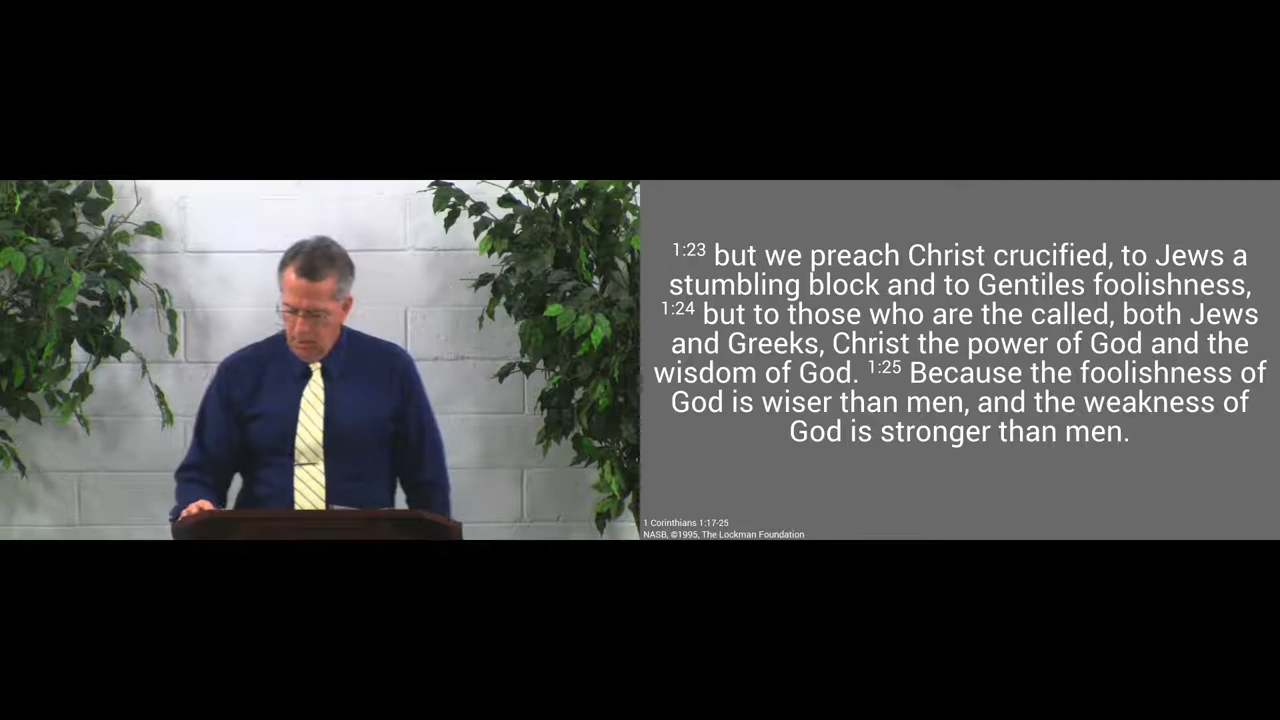 1:23 but we preach Christ crucified, to Jews a
stumbling block and to Gentiles foolishness,
1:24 but to those who are the called, both Jews
and Greeks, Christ the power of God and the
wisdom of God. 1:25 Because the foolishness of
God is wiser than men, and the weakness of
God is stronger than men.
1 Corinthians 1:17-25
NASB, ©1995, The Lockman Foundation